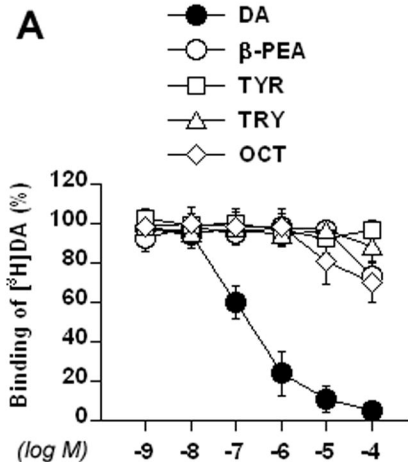 A
DA
β-PEA
TYR
TRY
OCT
Binding of [³H]DA (%)
120
100
80
60
40
20
0
(log M) -9 -8 -7 -6 -5 -4